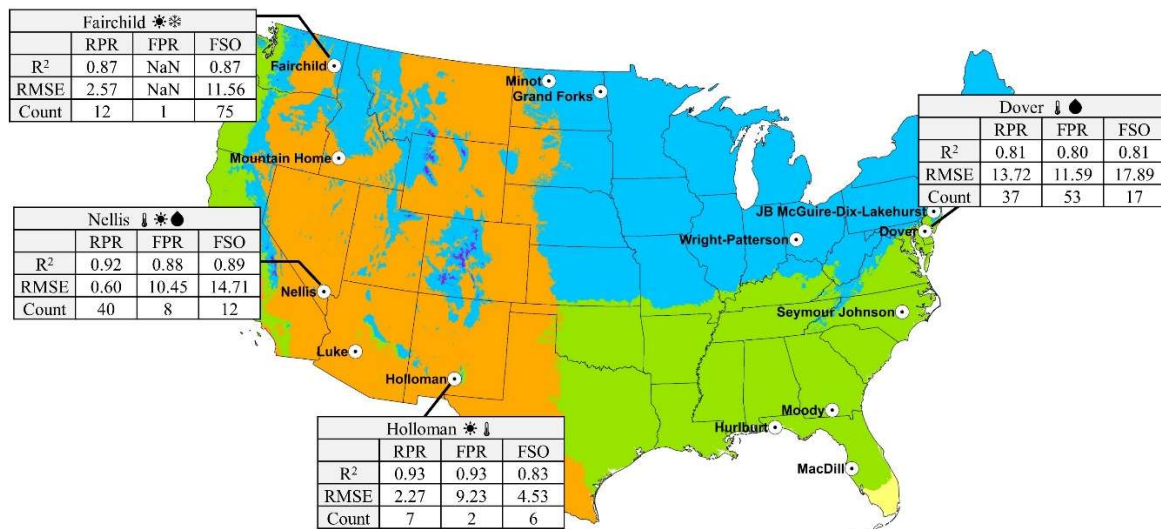 Fairchild ☀❄
RPR FPR FSO
R² 0.87 NaN 0.87
RMSE 2.57 NaN 11.56
Count 12 1 75
Fairchild
Minot
Grand Forks
Mountain Home
Dover 🌡💧
RPR FPR FSO
R² 0.81 0.80 0.81
RMSE 13.72 11.59 17.89
Count 37 53 17
JB McGuire-Dix-Lakehurst
Dover
Wright-Patterson
Nellis 🌡☀💧
RPR FPR FSO
R² 0.92 0.88 0.89
RMSE 0.60 10.45 14.71
Count 40 8 12
Nellis
Seymour Johnson
Luke
Holloman
Moody
Hurlburt
MacDill
Holloman ☀🌡
RPR FPR FSO
R² 0.93 0.93 0.83
RMSE 2.27 9.23 4.53
Count 7 2 6